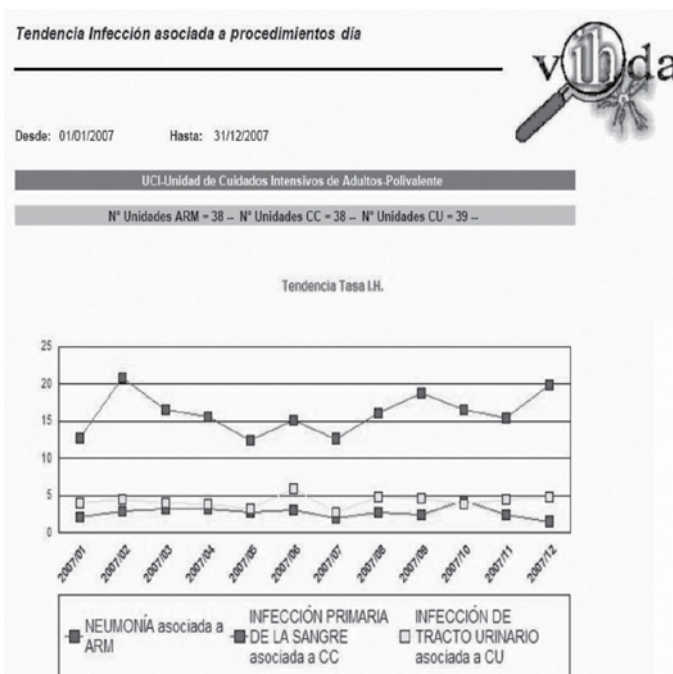 Tendencia Infección asociada a procedimientos día
vihda
Desde: 01/01/2007 Hasta: 31/12/2007
UCI-Unidad de Cuidados Intensivos de Adultos-Polivalente
N° Unidades ARM = 38 -- N° Unidades CC = 38 -- N° Unidades CU = 39 --
Tendencia Tasa I.H.
25
20
15
10
5
0
2007/01 2007/02 2007/03 2007/04 2007/05 2007/06 2007/07 2007/08 2007/09 2007/10 2007/11 2007/12
NEUMONÍA asociada a
ARM
INFECCIÓN PRIMARIA
DE LA SANGRE
asociada a CC
INFECCIÓN DE
TRACTO URINARIO
asociada a CU